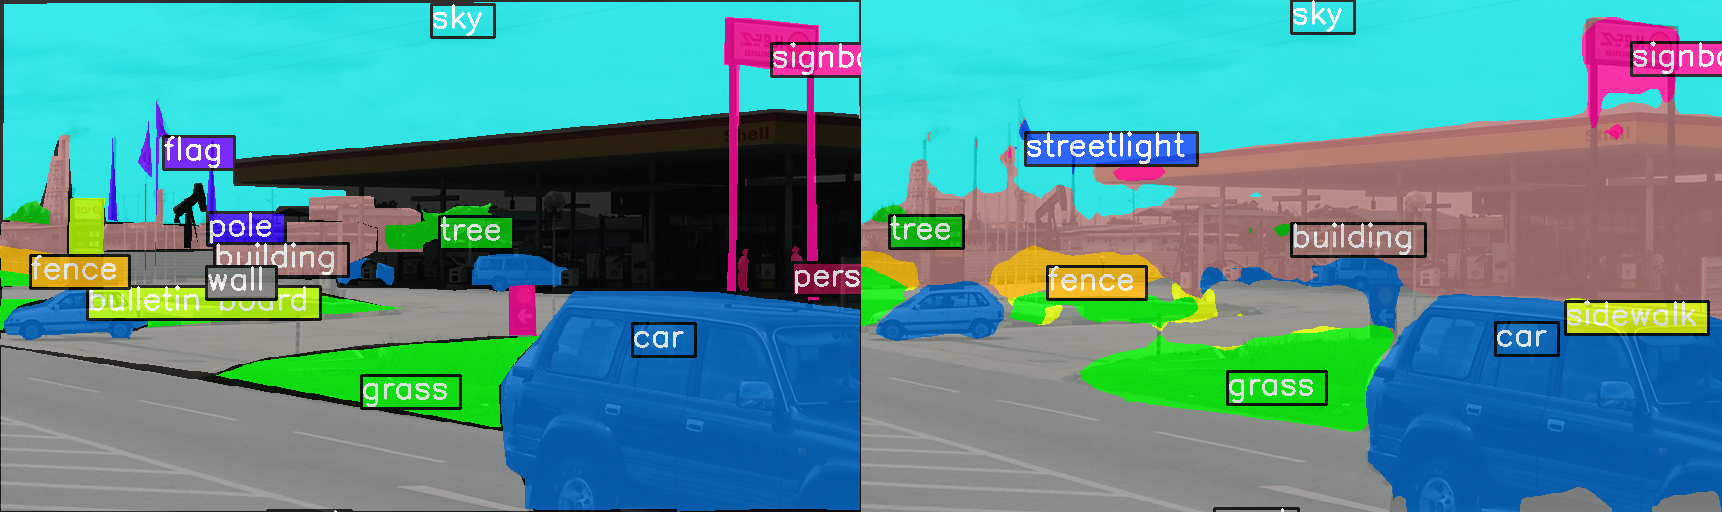 sky
signbo
Shell
flag
tree
pole
building
fence
wall
bulletin board
pers
car
grass
sky
signbo
streetlight
tree
building
fence
sidewalk
car
grass